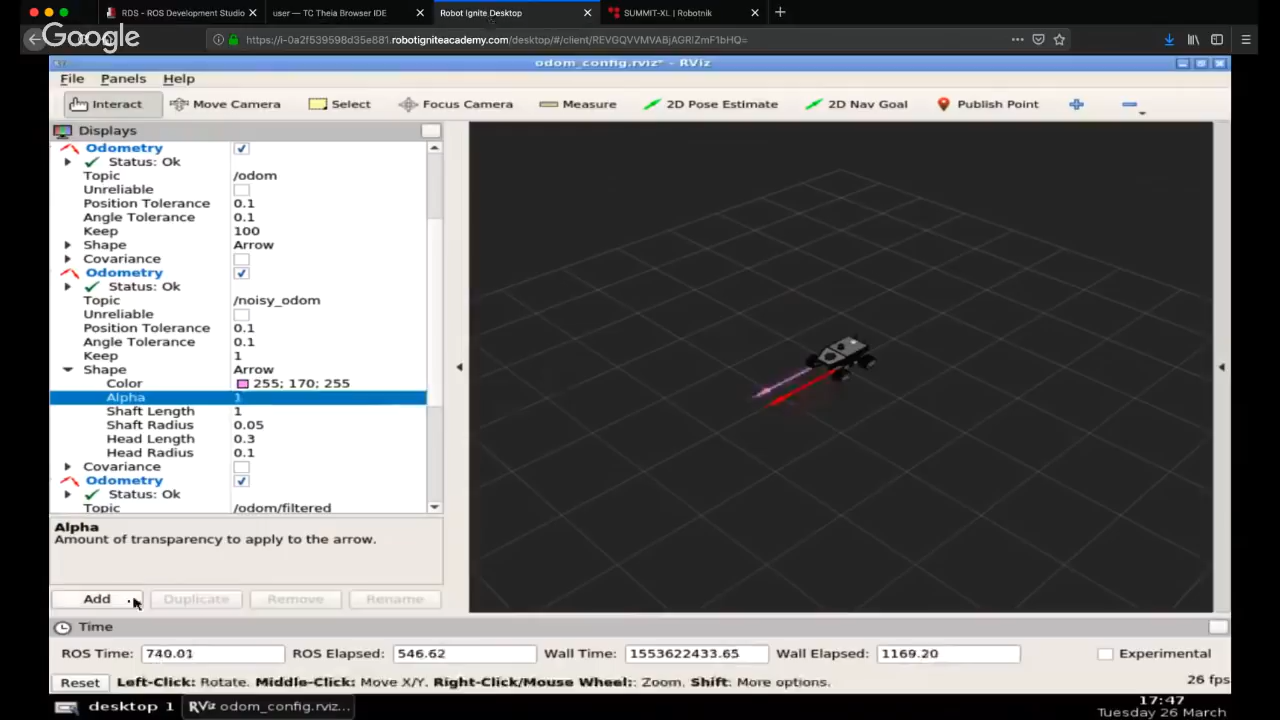 RDS - ROS Development Studio
user — TC Theia Browser IDE
Robot Ignite Desktop
SUMMIT-XL | Robotnik
Google
https://i-0a2f539598d35e881.robotigniteacademy.com/desktop/#/client/REVGQVVMVABjAGRlZmF1bHQ=
odom_config.rviz* - RViz
File Panels Help
Interact Move Camera Select Focus Camera Measure 2D Pose Estimate 2D Nav Goal Publish Point
Displays
Odometry
Status: Ok
Topic /odom
Unreliable
Position Tolerance 0.1
Angle Tolerance 0.1
Keep 100
Shape Arrow
Covariance
Odometry
Status: Ok
Topic /noisy_odom
Unreliable
Position Tolerance 0.1
Angle Tolerance 0.1
Keep 1
Shape Arrow
Color 255; 170; 255
Alpha 1
Shaft Length 1
Shaft Radius 0.05
Head Length 0.3
Head Radius 0.1
Covariance
Odometry
Status: Ok
Topic /odom/filtered
Alpha
Amount of transparency to apply to the arrow.
Add Duplicate Remove Rename
Time
ROS Time: 740.01 ROS Elapsed: 546.62 Wall Time: 1553622433.65 Wall Elapsed: 1169.20 Experimental
Reset Left-Click: Rotate. Middle-Click: Move X/Y. Right-Click/Mouse Wheel:: Zoom. Shift: More options. 26 fps
desktop 1 RViz odom_config.rviz...
17:47
Tuesday 26 March